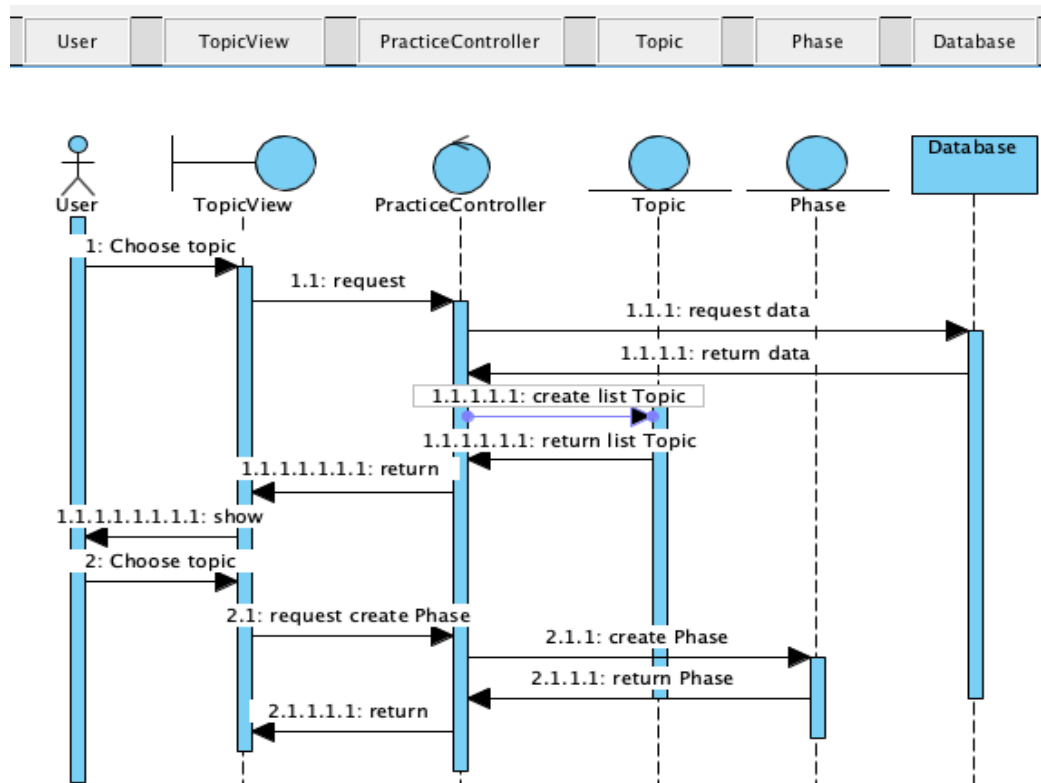 User TopicView PracticeController Topic Phase Database
Database
User TopicView PracticeController Topic Phase
1: Choose topic
1.1: request
1.1.1: request data
1.1.1.1: return data
1.1.1.1.1: create list Topic
1.1.1.1.1.1: return list Topic
1.1.1.1.1.1.1: return
1.1.1.1.1.1.1.1: show
2: Choose topic
2.1: request create Phase
2.1.1: create Phase
2.1.1.1: return Phase
2.1.1.1.1: return